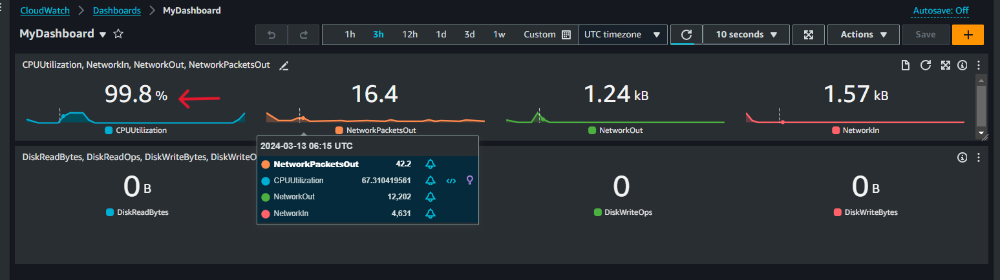 CloudWatch > Dashboards > MyDashboard Autosave: Off
MyDashboard 1h 3h 12h 1d 3d 1w Custom UTC timezone 10 seconds Actions Save +
CPUUtilization, NetworkIn, NetworkOut, NetworkPacketsOut
99.8 % 16.4 1.24 kB 1.57 kB
CPUUtilization NetworkPacketsOut NetworkOut NetworkIn
2024-03-13 06:15 UTC
NetworkPacketsOut 42.2
CPUUtilization 67.310419561 </>
NetworkOut 12,202
NetworkIn 4,631
DiskReadBytes, DiskReadOps, DiskWriteBytes, DiskWriteO
0 B 0 0 B
DiskReadBytes DiskWriteOps DiskWriteBytes